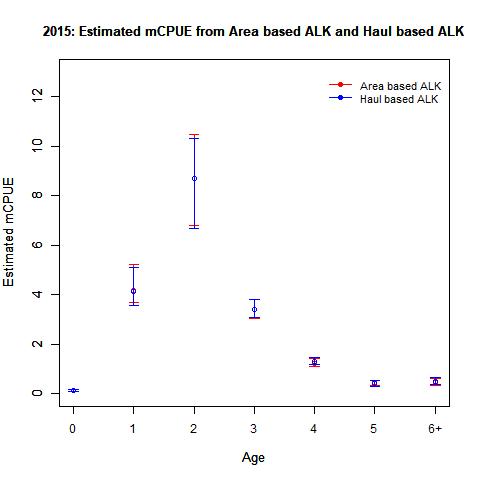 2015: Estimated mCPUE from Area based ALK and Haul based ALK
Area based ALK
Haul based ALK
12
10
8
6
4
2
0
Estimated mCPUE
0 1 2 3 4 5 6+
Age